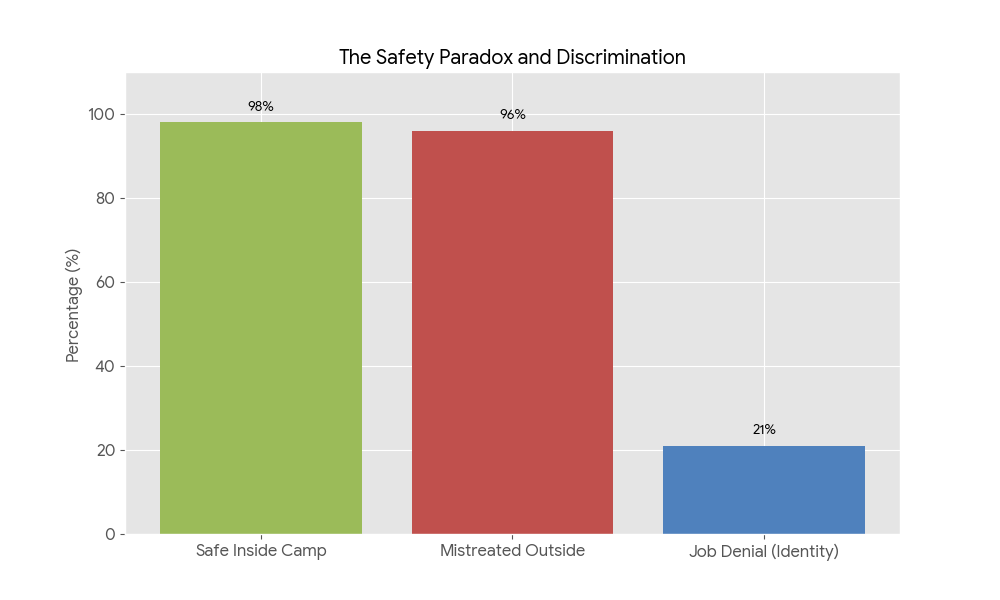 The Safety Paradox and Discrimination
Percentage (%)
100
80
60
40
20
0
98%
96%
21%
Safe Inside Camp
Mistreated Outside
Job Denial (Identity)